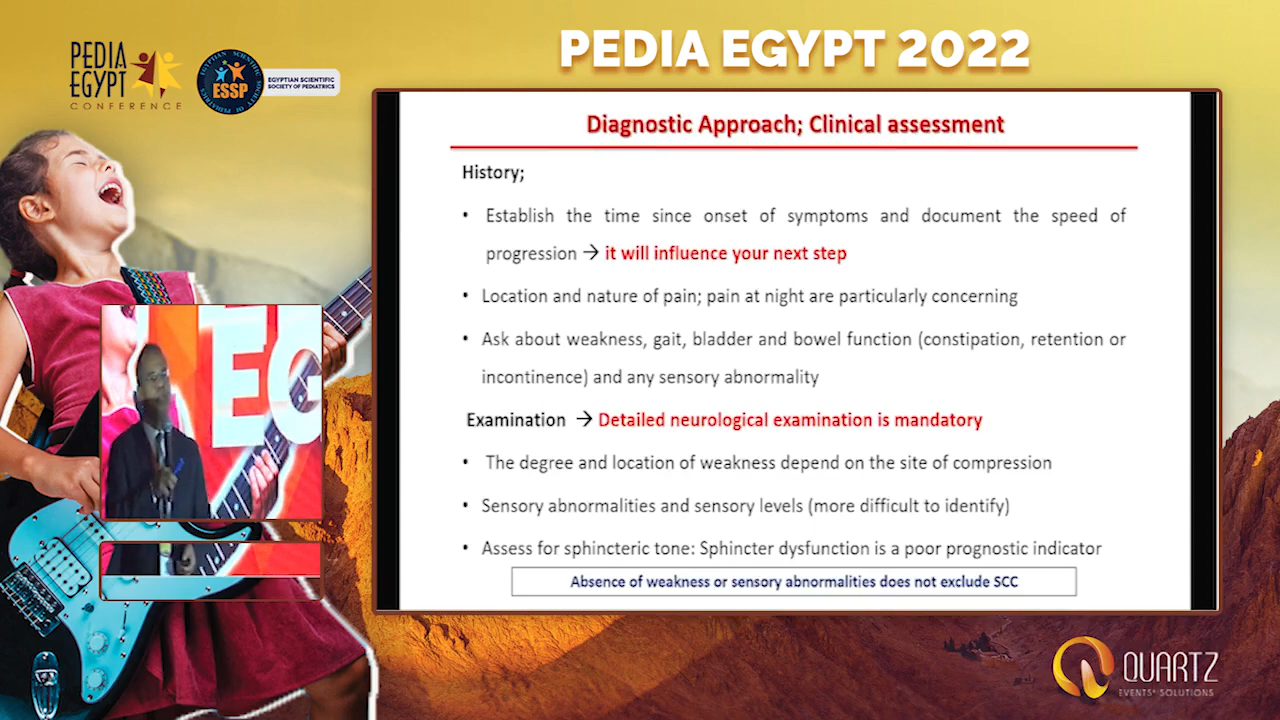 PEDIA EGYPT 2022
PEDIA
EGYPT
CONFERENCE
EGYPTIAN SCIENTIFIC SOCIETY OF PEDIATRICS
ESSP
EGYPTIAN SCIENTIFIC
SOCIETY OF PEDIATRICS
Diagnostic Approach; Clinical assessment
History;
• Establish the time since onset of symptoms and document the speed of
progression → it will influence your next step
• Location and nature of pain; pain at night are particularly concerning
• Ask about weakness, gait, bladder and bowel function (constipation, retention or
incontinence) and any sensory abnormality
Examination → Detailed neurological examination is mandatory
• The degree and location of weakness depend on the site of compression
• Sensory abnormalities and sensory levels (more difficult to identify)
• Assess for sphincteric tone: Sphincter dysfunction is a poor prognostic indicator
Absence of weakness or sensory abnormalities does not exclude SCC
EG
QUARTZ
EVENTS' SOLUTIONS